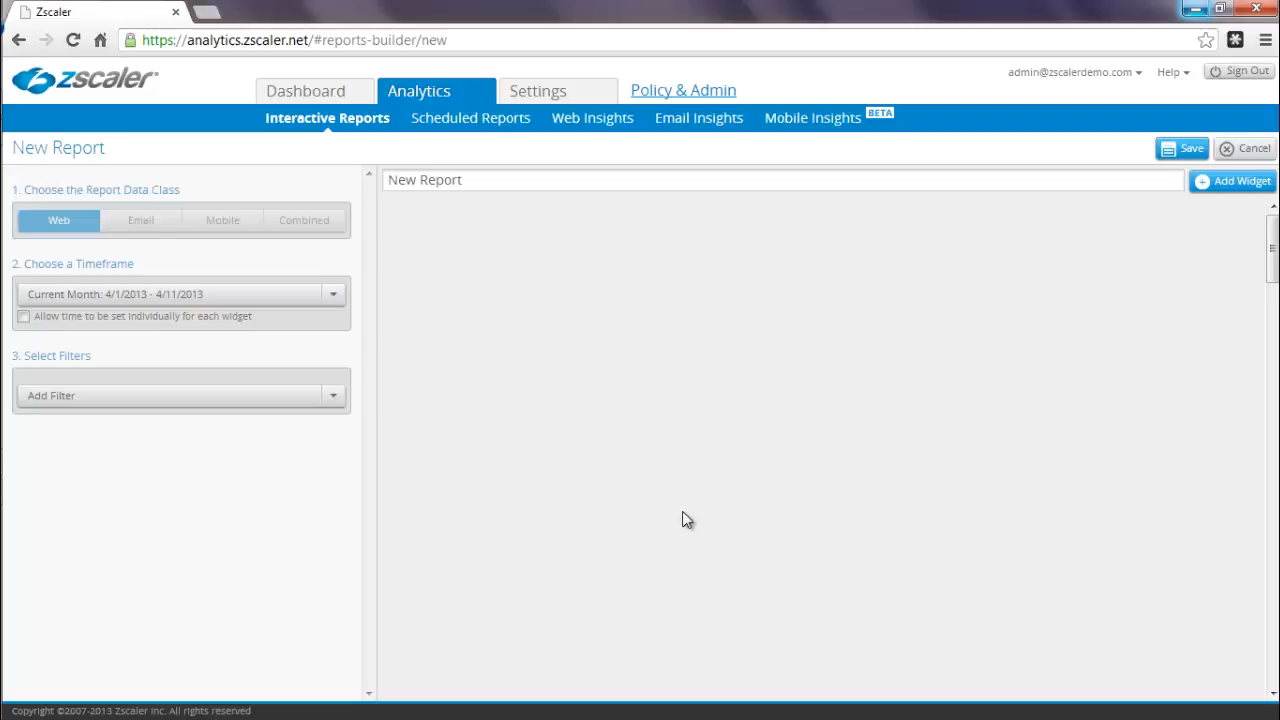 Zscaler
https://analytics.zscaler.net/#reports-builder/new
zscaler
admin@zscalerdemo.com
Help
Sign Out
Dashboard
Analytics
Settings
Policy & Admin
Interactive Reports
Scheduled Reports
Web Insights
Email Insights
Mobile Insights
BETA
New Report
Save
Cancel
1. Choose the Report Data Class
Web
Email
Mobile
Combined
2. Choose a Timeframe
Current Month: 4/1/2013 - 4/11/2013
Allow time to be set individually for each widget
3. Select Filters
Add Filter
New Report
Add Widget
Copyright ©2007-2013 Zscaler Inc. All rights reserved